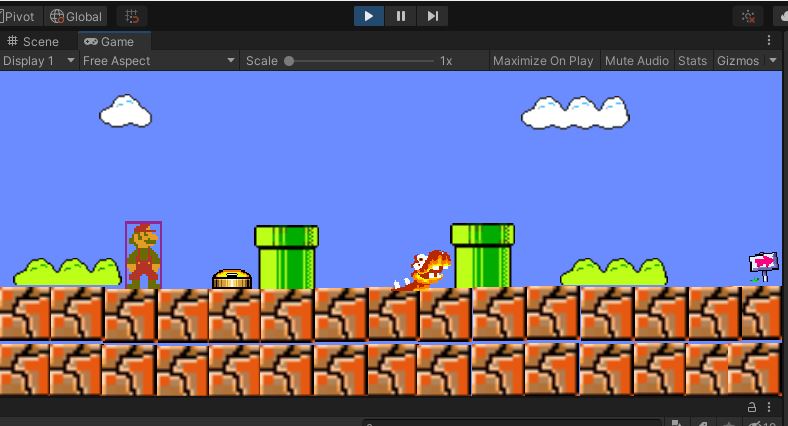 Pivot Global
Scene Game
Display 1 Free Aspect Scale 1x Maximize On Play Mute Audio Stats Gizmos